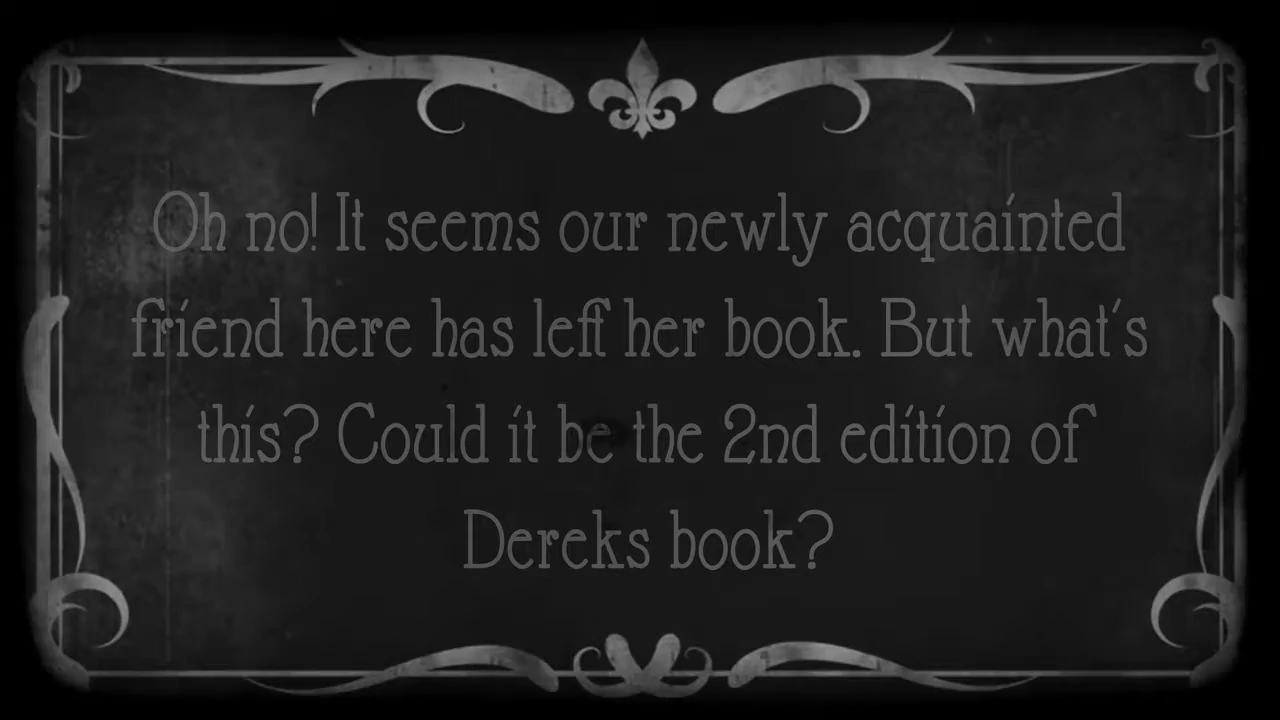 Oh no! It seems our newly acquainted
friend here has left her book. But what's
this? Could it be the 2nd edition of
Dereks book?